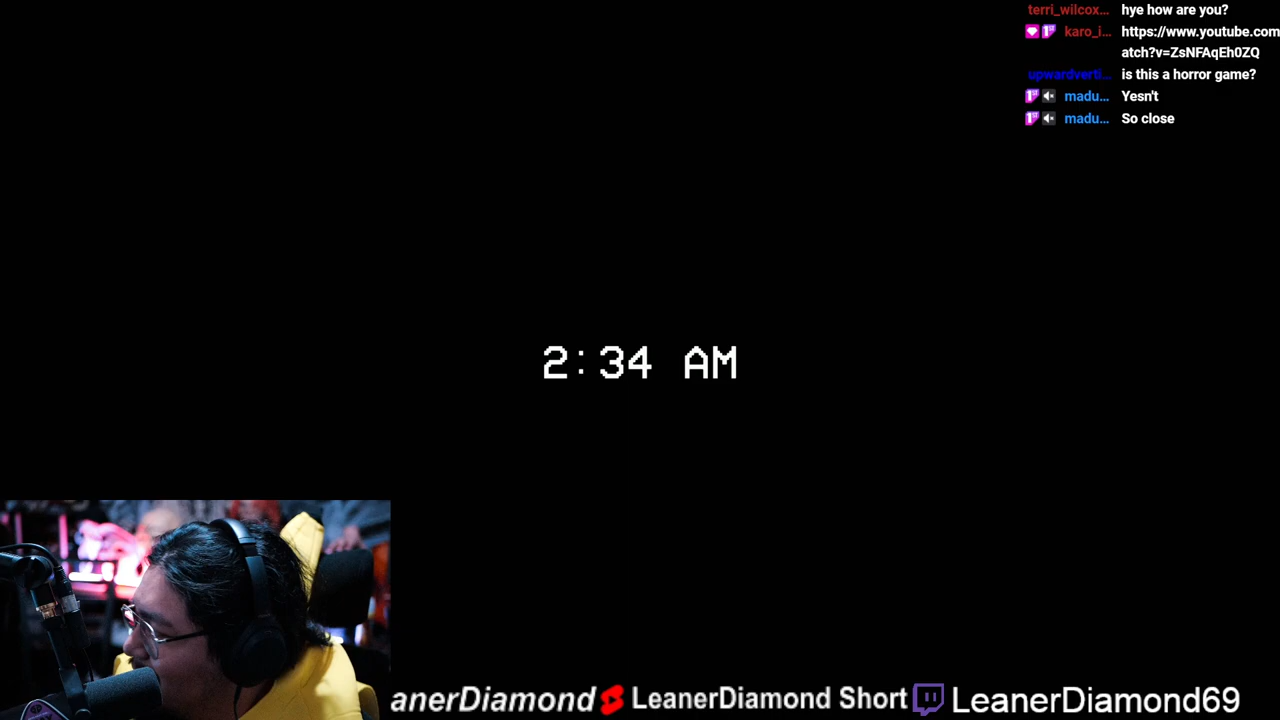 terri_wilcox… hye how are you?
karo_i… https://www.youtube.com
atch?v=ZsNFAqEh0ZQ
upwardverti… is this a horror game?
madu… Yesn't
madu… So close
2:34 AM
anerDiamond LeanerDiamond Short LeanerDiamond69